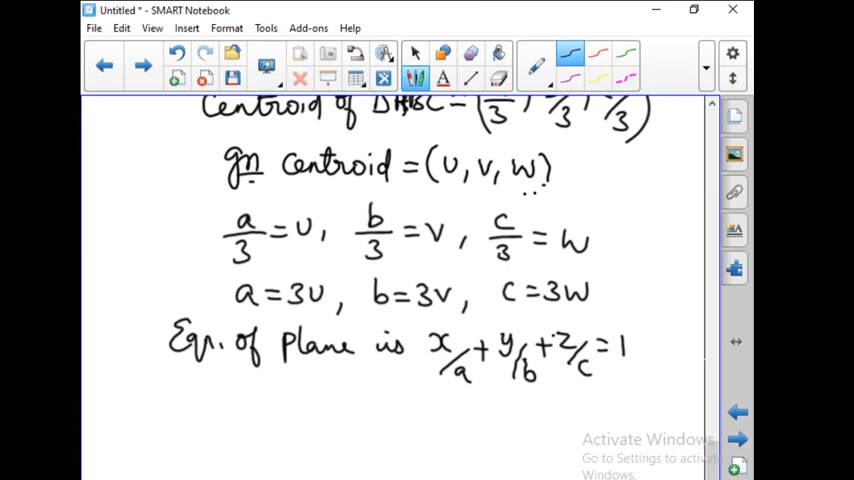 Untitled * - SMART Notebook
File Edit View Insert Format Tools Add-ons Help
Centroid of ΔABC = (/3, /3, /3)
gn centroid = (U, V, W)
a/3 = U, b/3 = V, c/3 = W
a = 3U, b = 3V, c = 3W
Eqn. of plane is x/a + y/b + z/c = 1
Activate Windows
Go to Settings to activate
Windows.